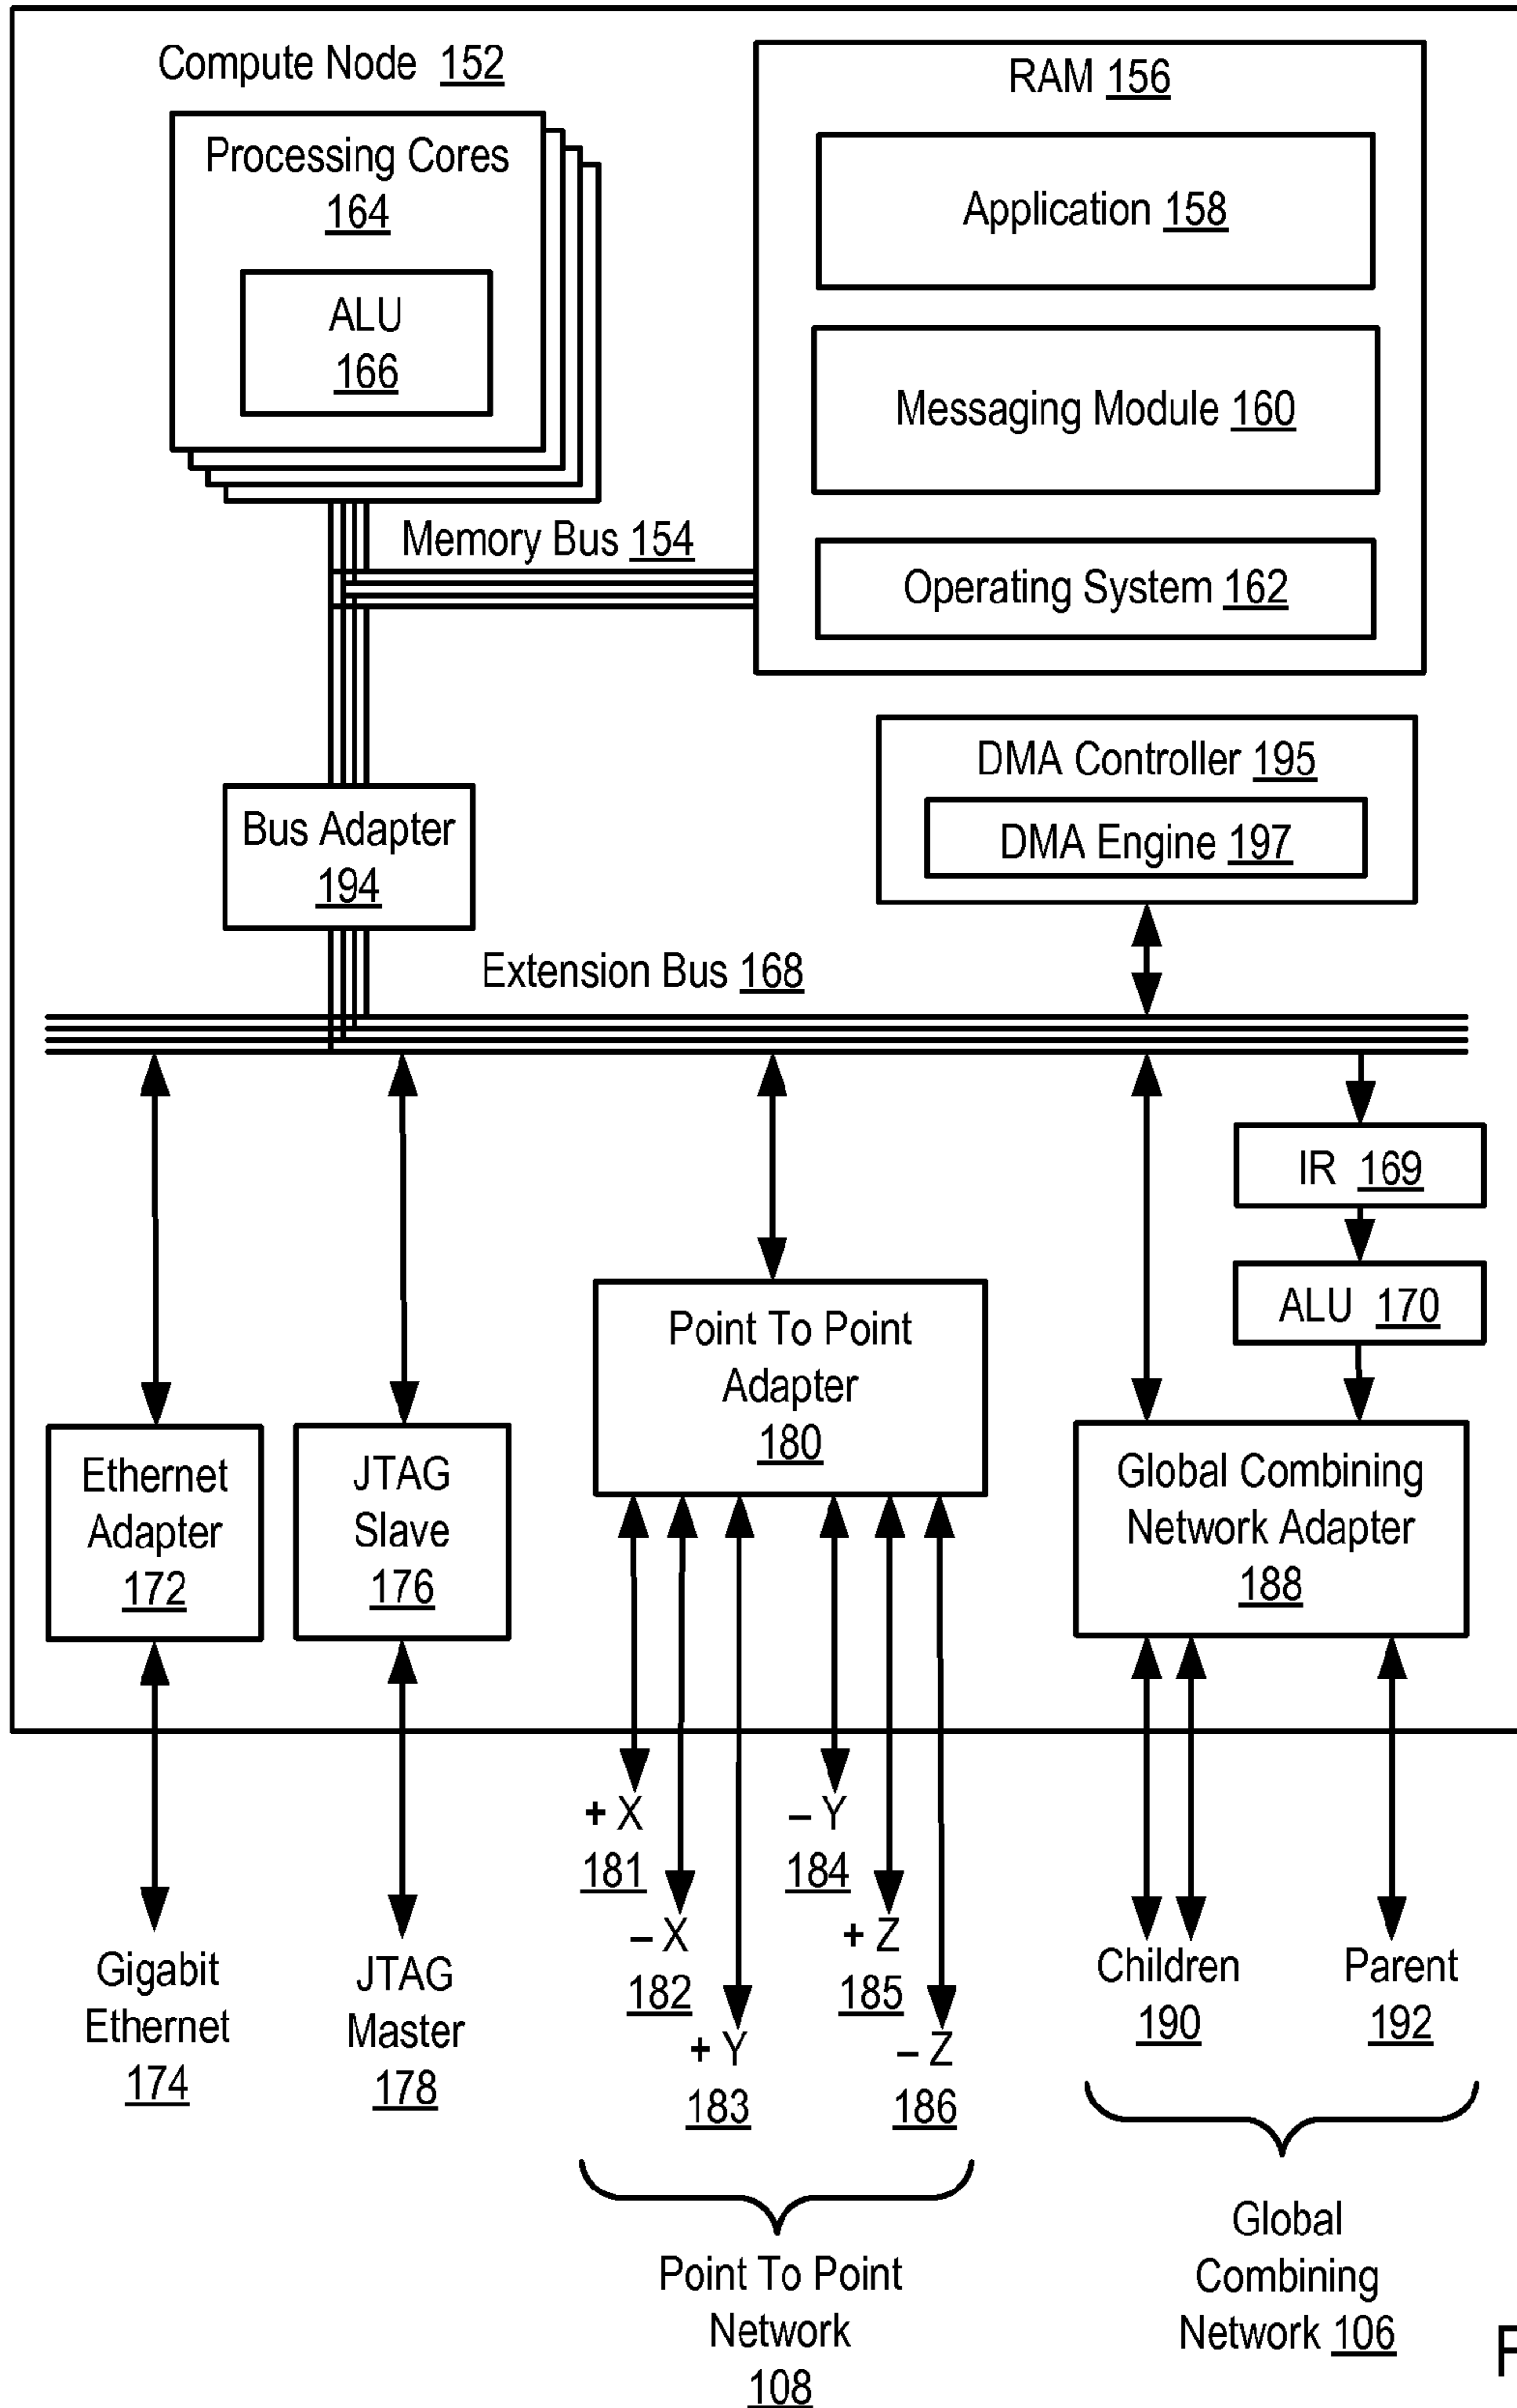 Compute Node 152
Processing Cores
164
ALU
166
RAM 156
Application 158
Messaging Module 160
Operating System 162
Memory Bus 154
DMA Controller 195
DMA Engine 197
Bus Adapter
194
Extension Bus 168
IR 169
ALU 170
Point To Point
Adapter
180
Ethernet
Adapter
172
JTAG
Slave
176
Global Combining
Network Adapter
188
+ X
181
– X
182
+ Y
183
– Y
184
+ Z
185
– Z
186
Gigabit
Ethernet
174
JTAG
Master
178
Children
190
Parent
192
Point To Point
Network
108
Global
Combining
Network 106